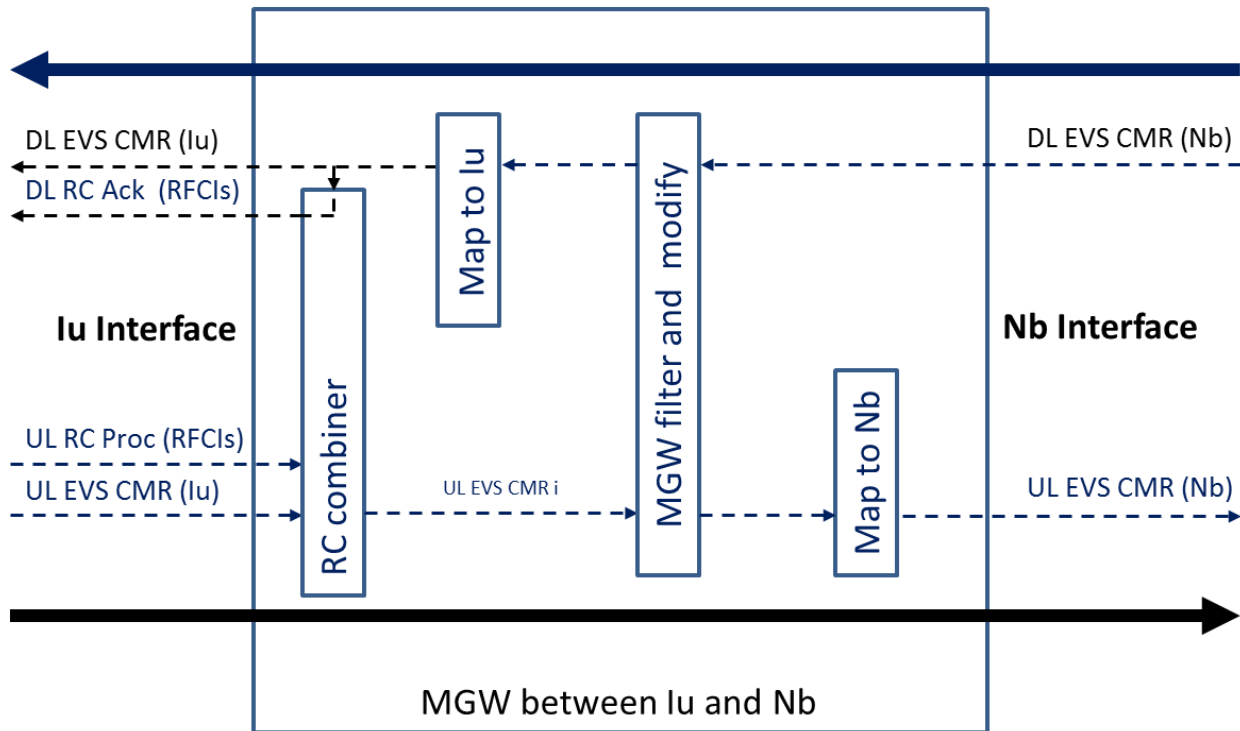 DL EVS CMR (Iu)
DL EVS CMR (Nb)
DL RC Ack (RFCIs)
Map to Iu
MGW filter and modify
Iu Interface
Nb Interface
RC combiner
Map to Nb
UL RC Proc (RFCIs)
UL EVS CMR (Iu)
UL EVS CMR i
UL EVS CMR (Nb)
MGW between Iu and Nb